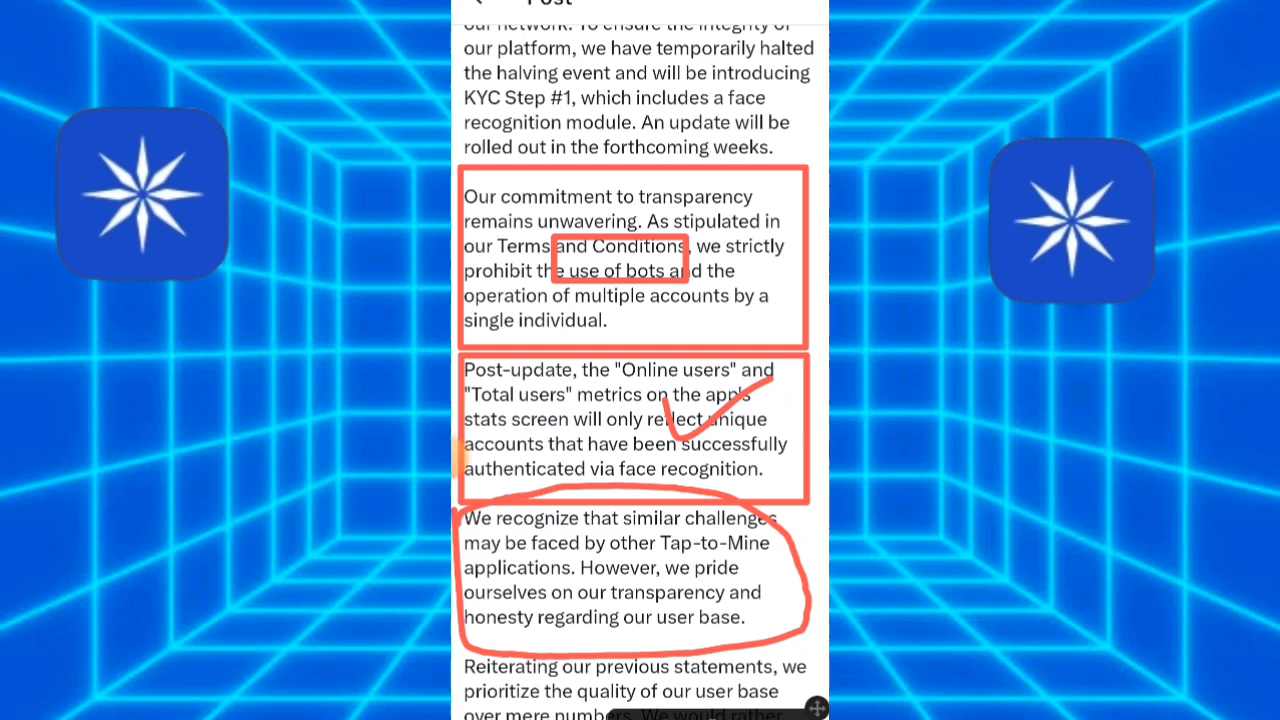 Post
our network. To ensure the integrity of
our platform, we have temporarily halted
the halving event and will be introducing
KYC Step #1, which includes a face
recognition module. An update will be
rolled out in the forthcoming weeks.
Our commitment to transparency
remains unwavering. As stipulated in
our Terms and Conditions, we strictly
prohibit the use of bots and the
operation of multiple accounts by a
single individual.
Post-update, the "Online users" and
"Total users" metrics on the app's
stats screen will only reflect unique
accounts that have been successfully
authenticated via face recognition.
We recognize that similar challenges
may be faced by other Tap-to-Mine
applications. However, we pride
ourselves on our transparency and
honesty regarding our user base.
Reiterating our previous statements, we
prioritize the quality of our user base
over mere numbers. We would rather